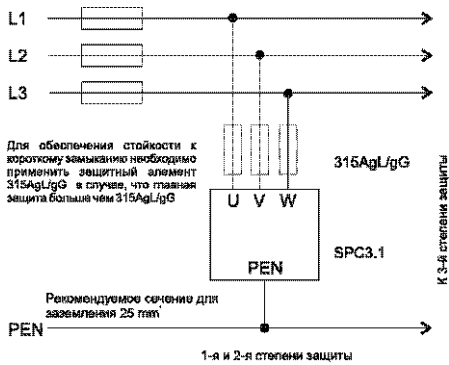 L1
L2
L3
Для обеспечения стойкости к
короткому замыканию необходимо
применить защитный элемент
315AgL/gG в случае, что главная
защита больше чем 315AgL/gG
315AgL/gG
U V W
SPC3.1
PEN
К 3-й степени защиты
Рекомендуемое сечение для
заземления 25 mm
PEN
1-я и 2-я степени защиты